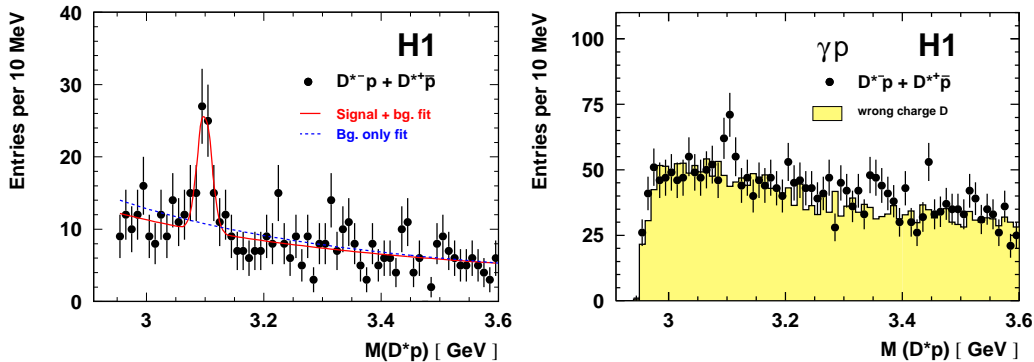 Entries per 10 MeV
H1
D*⁻p + D*⁺p̄
Signal + bg. fit
Bg. only fit
40
30
20
10
0
3
3.2
3.4
3.6
M(D*p) [ GeV ]
Entries per 10 MeV
γp
H1
D*⁻p + D*⁺p̄
wrong charge D
100
75
50
25
0
3
3.2
3.4
3.6
M(D*p) [ GeV ]